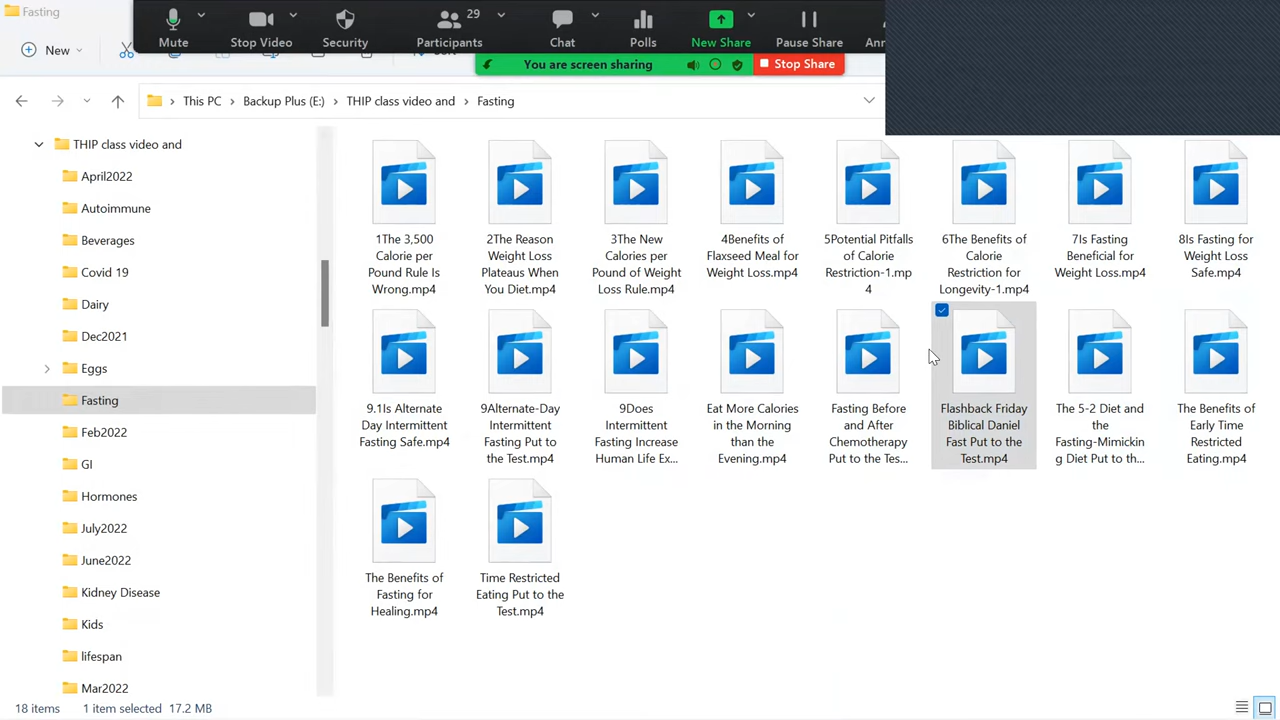 Fasting
New
Mute
Stop Video
Security
29
Participants
Chat
Polls
New Share
Pause Share
You are screen sharing
Stop Share
This PC > Backup Plus (E:) > THIP class video and > Fasting
THIP class video and
April2022
Autoimmune
Beverages
Covid 19
Dairy
Dec2021
Eggs
Fasting
Feb2022
GI
Hormones
July2022
June2022
Kidney Disease
Kids
lifespan
Mar2022
1The 3,500
Calorie per
Pound Rule Is
Wrong.mp4
2The Reason
Weight Loss
Plateaus When
You Diet.mp4
3The New
Calories per
Pound of Weight
Loss Rule.mp4
4Benefits of
Flaxseed Meal for
Weight Loss.mp4
5Potential Pitfalls
of Calorie
Restriction-1.mp
4
6The Benefits of
Calorie
Restriction for
Longevity-1.mp4
7Is Fasting
Beneficial for
Weight Loss.mp4
8Is Fasting for
Weight Loss
Safe.mp4
9.1Is Alternate
Day Intermittent
Fasting Safe.mp4
9Alternate-Day
Intermittent
Fasting Put to
the Test.mp4
9Does
Intermittent
Fasting Increase
Human Life Ex...
Eat More Calories
in the Morning
than the
Evening.mp4
Fasting Before
and After
Chemotherapy
Put to the Tes...
Flashback Friday
Biblical Daniel
Fast Put to the
Test.mp4
The 5-2 Diet and
the
Fasting-Mimickin
g Diet Put to th...
The Benefits of
Early Time
Restricted
Eating.mp4
The Benefits of
Fasting for
Healing.mp4
Time Restricted
Eating Put to the
Test.mp4
18 items
1 item selected 17.2 MB